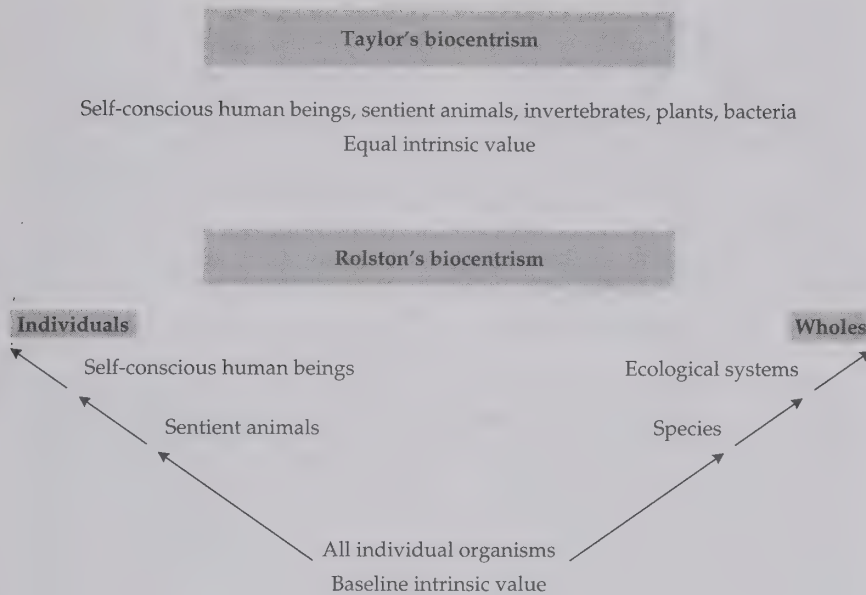 Taylor's biocentrism
Self-conscious human beings, sentient animals, invertebrates, plants, bacteria
Equal intrinsic value
Rolston's biocentrism
Individuals
Wholes
Self-conscious human beings
Ecological systems
Sentient animals
Species
All individual organisms
Baseline intrinsic value